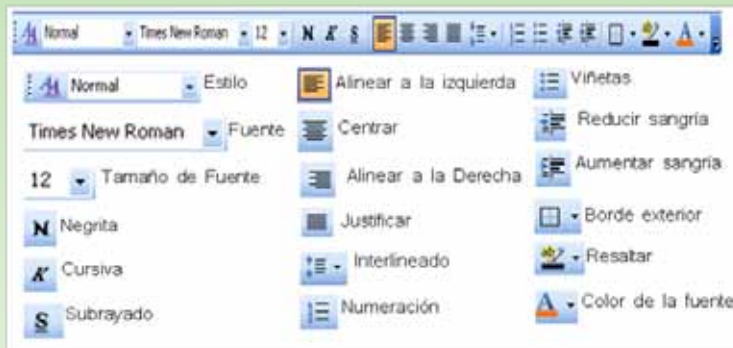 Normal Times New Roman 12 N K S A
Normal Estilo
Times New Roman Fuente
12 Tamaño de Fuente
N Negrita
K Cursiva
S Subrayado
Alinear a la izquierda
Centrar
Alinear a la Derecha
Justificar
Interlineado
Numeración
Viñetas
Reducir sangría
Aumentar sangría
Borde exterior
Resaltar
A Color de la fuente